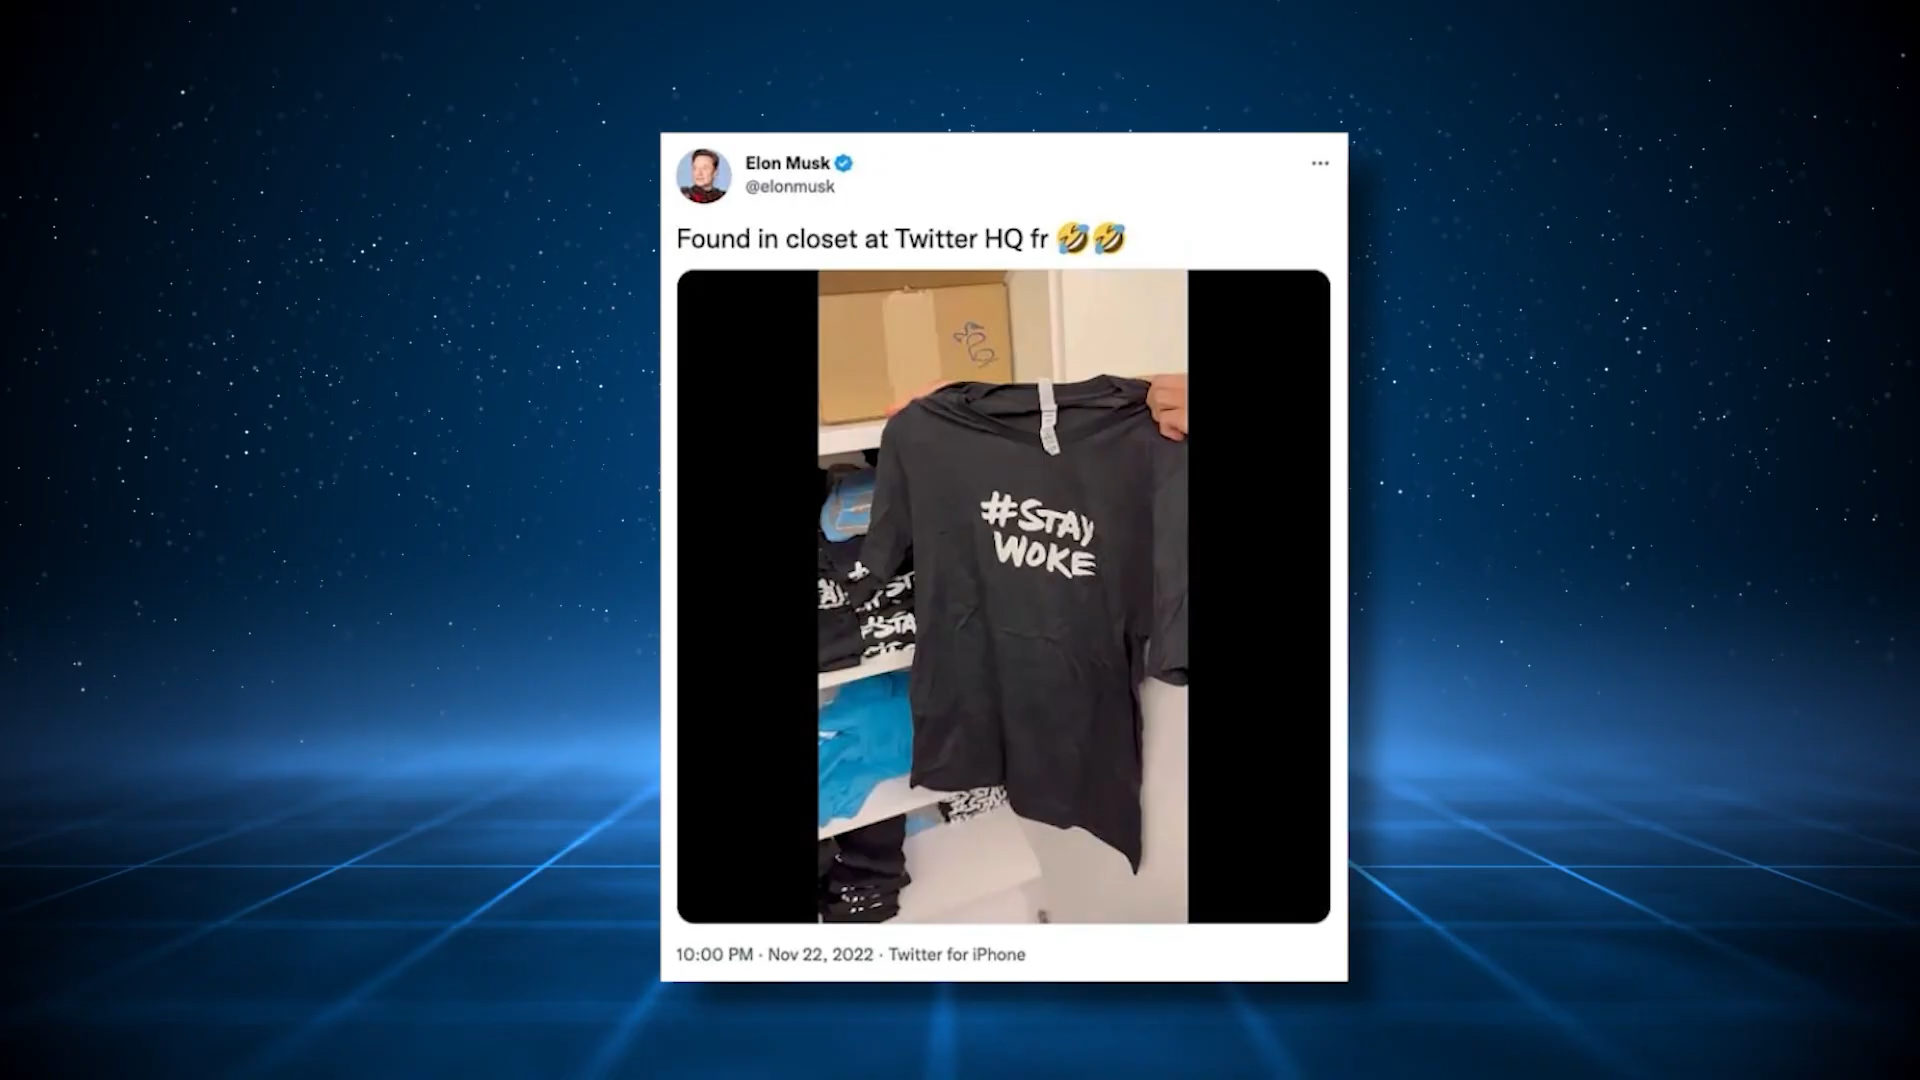 Elon Musk
@elonmusk
Found in closet at Twitter HQ fr 🤣🤣
#STAY
WOKE
#STA
10:00 PM · Nov 22, 2022 · Twitter for iPhone